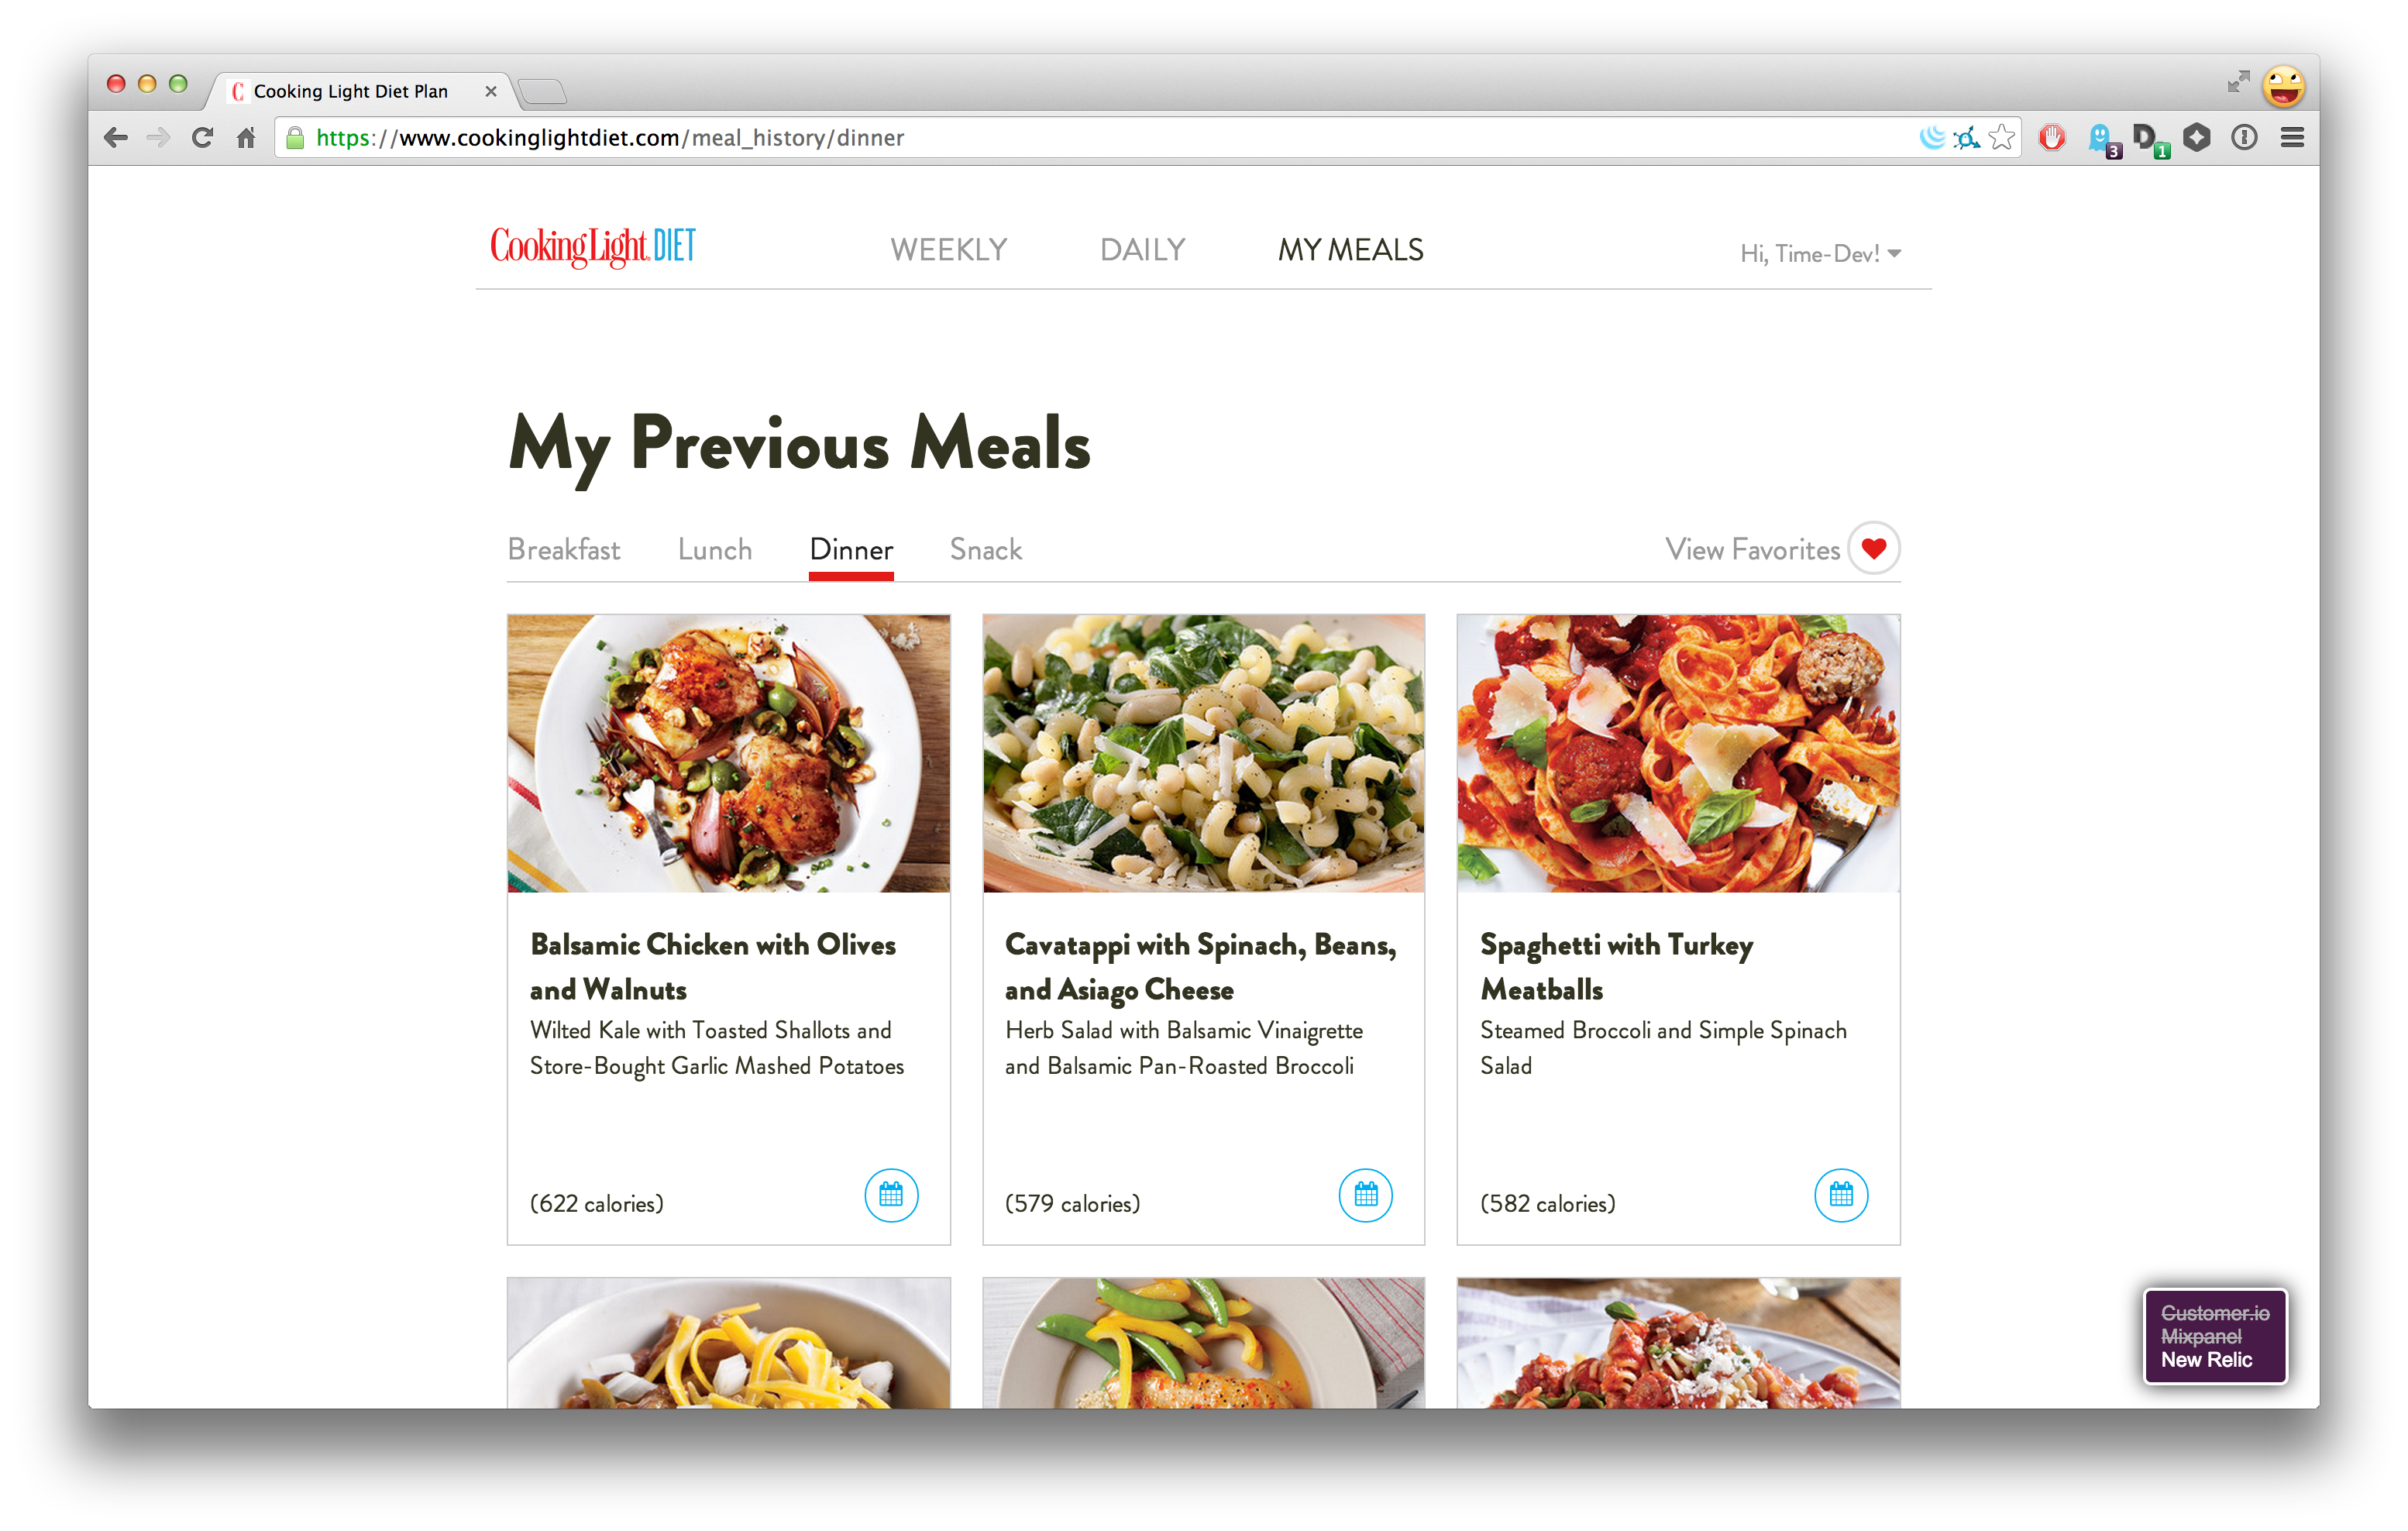 Cooking Light Diet Plan
https://www.cookinglightdiet.com/meal_history/dinner
3
1
Cooking Light DIET
WEEKLY
DAILY
MY MEALS
Hi, Time-Dev!
My Previous Meals
Breakfast
Lunch
Dinner
Snack
View Favorites
Balsamic Chicken with Olives
and Walnuts
Wilted Kale with Toasted Shallots and
Store-Bought Garlic Mashed Potatoes
(622 calories)
Cavatappi with Spinach, Beans,
and Asiago Cheese
Herb Salad with Balsamic Vinaigrette
and Balsamic Pan-Roasted Broccoli
(579 calories)
Spaghetti with Turkey
Meatballs
Steamed Broccoli and Simple Spinach
Salad
(582 calories)
Customer.io
Mixpanel
New Relic